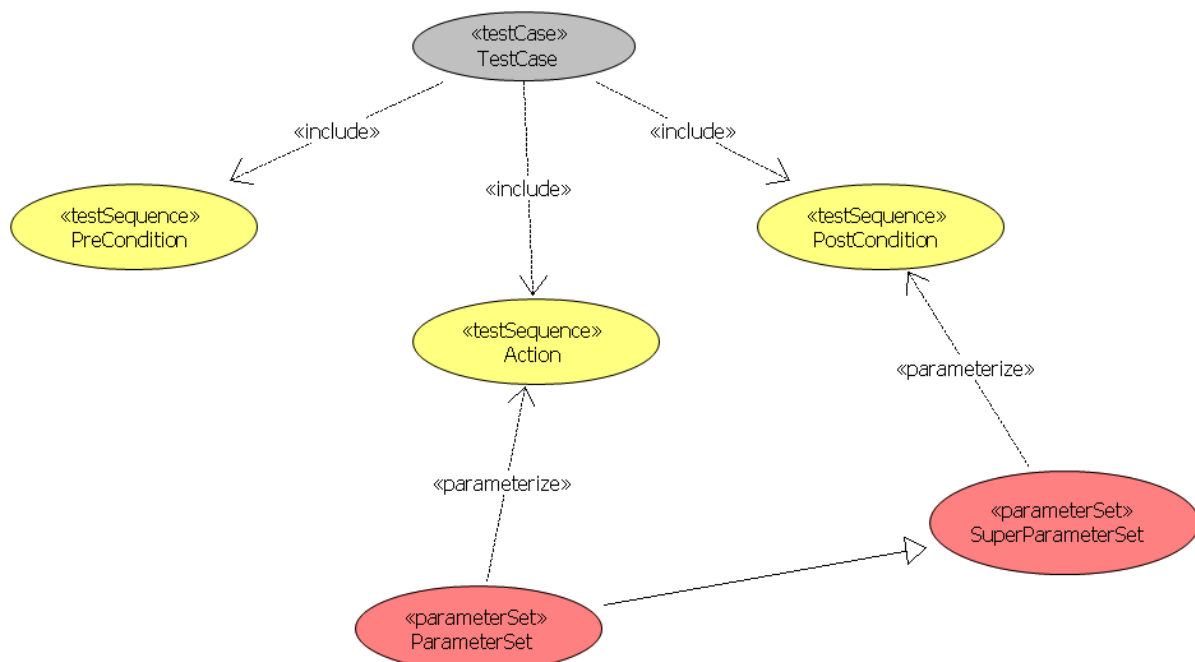 «testCase»
TestCase
«include»
«include»
«include»
«testSequence»
PreCondition
«testSequence»
PostCondition
«testSequence»
Action
«parameterize»
«parameterize»
«parameterSet»
SuperParameterSet
«parameterSet»
ParameterSet